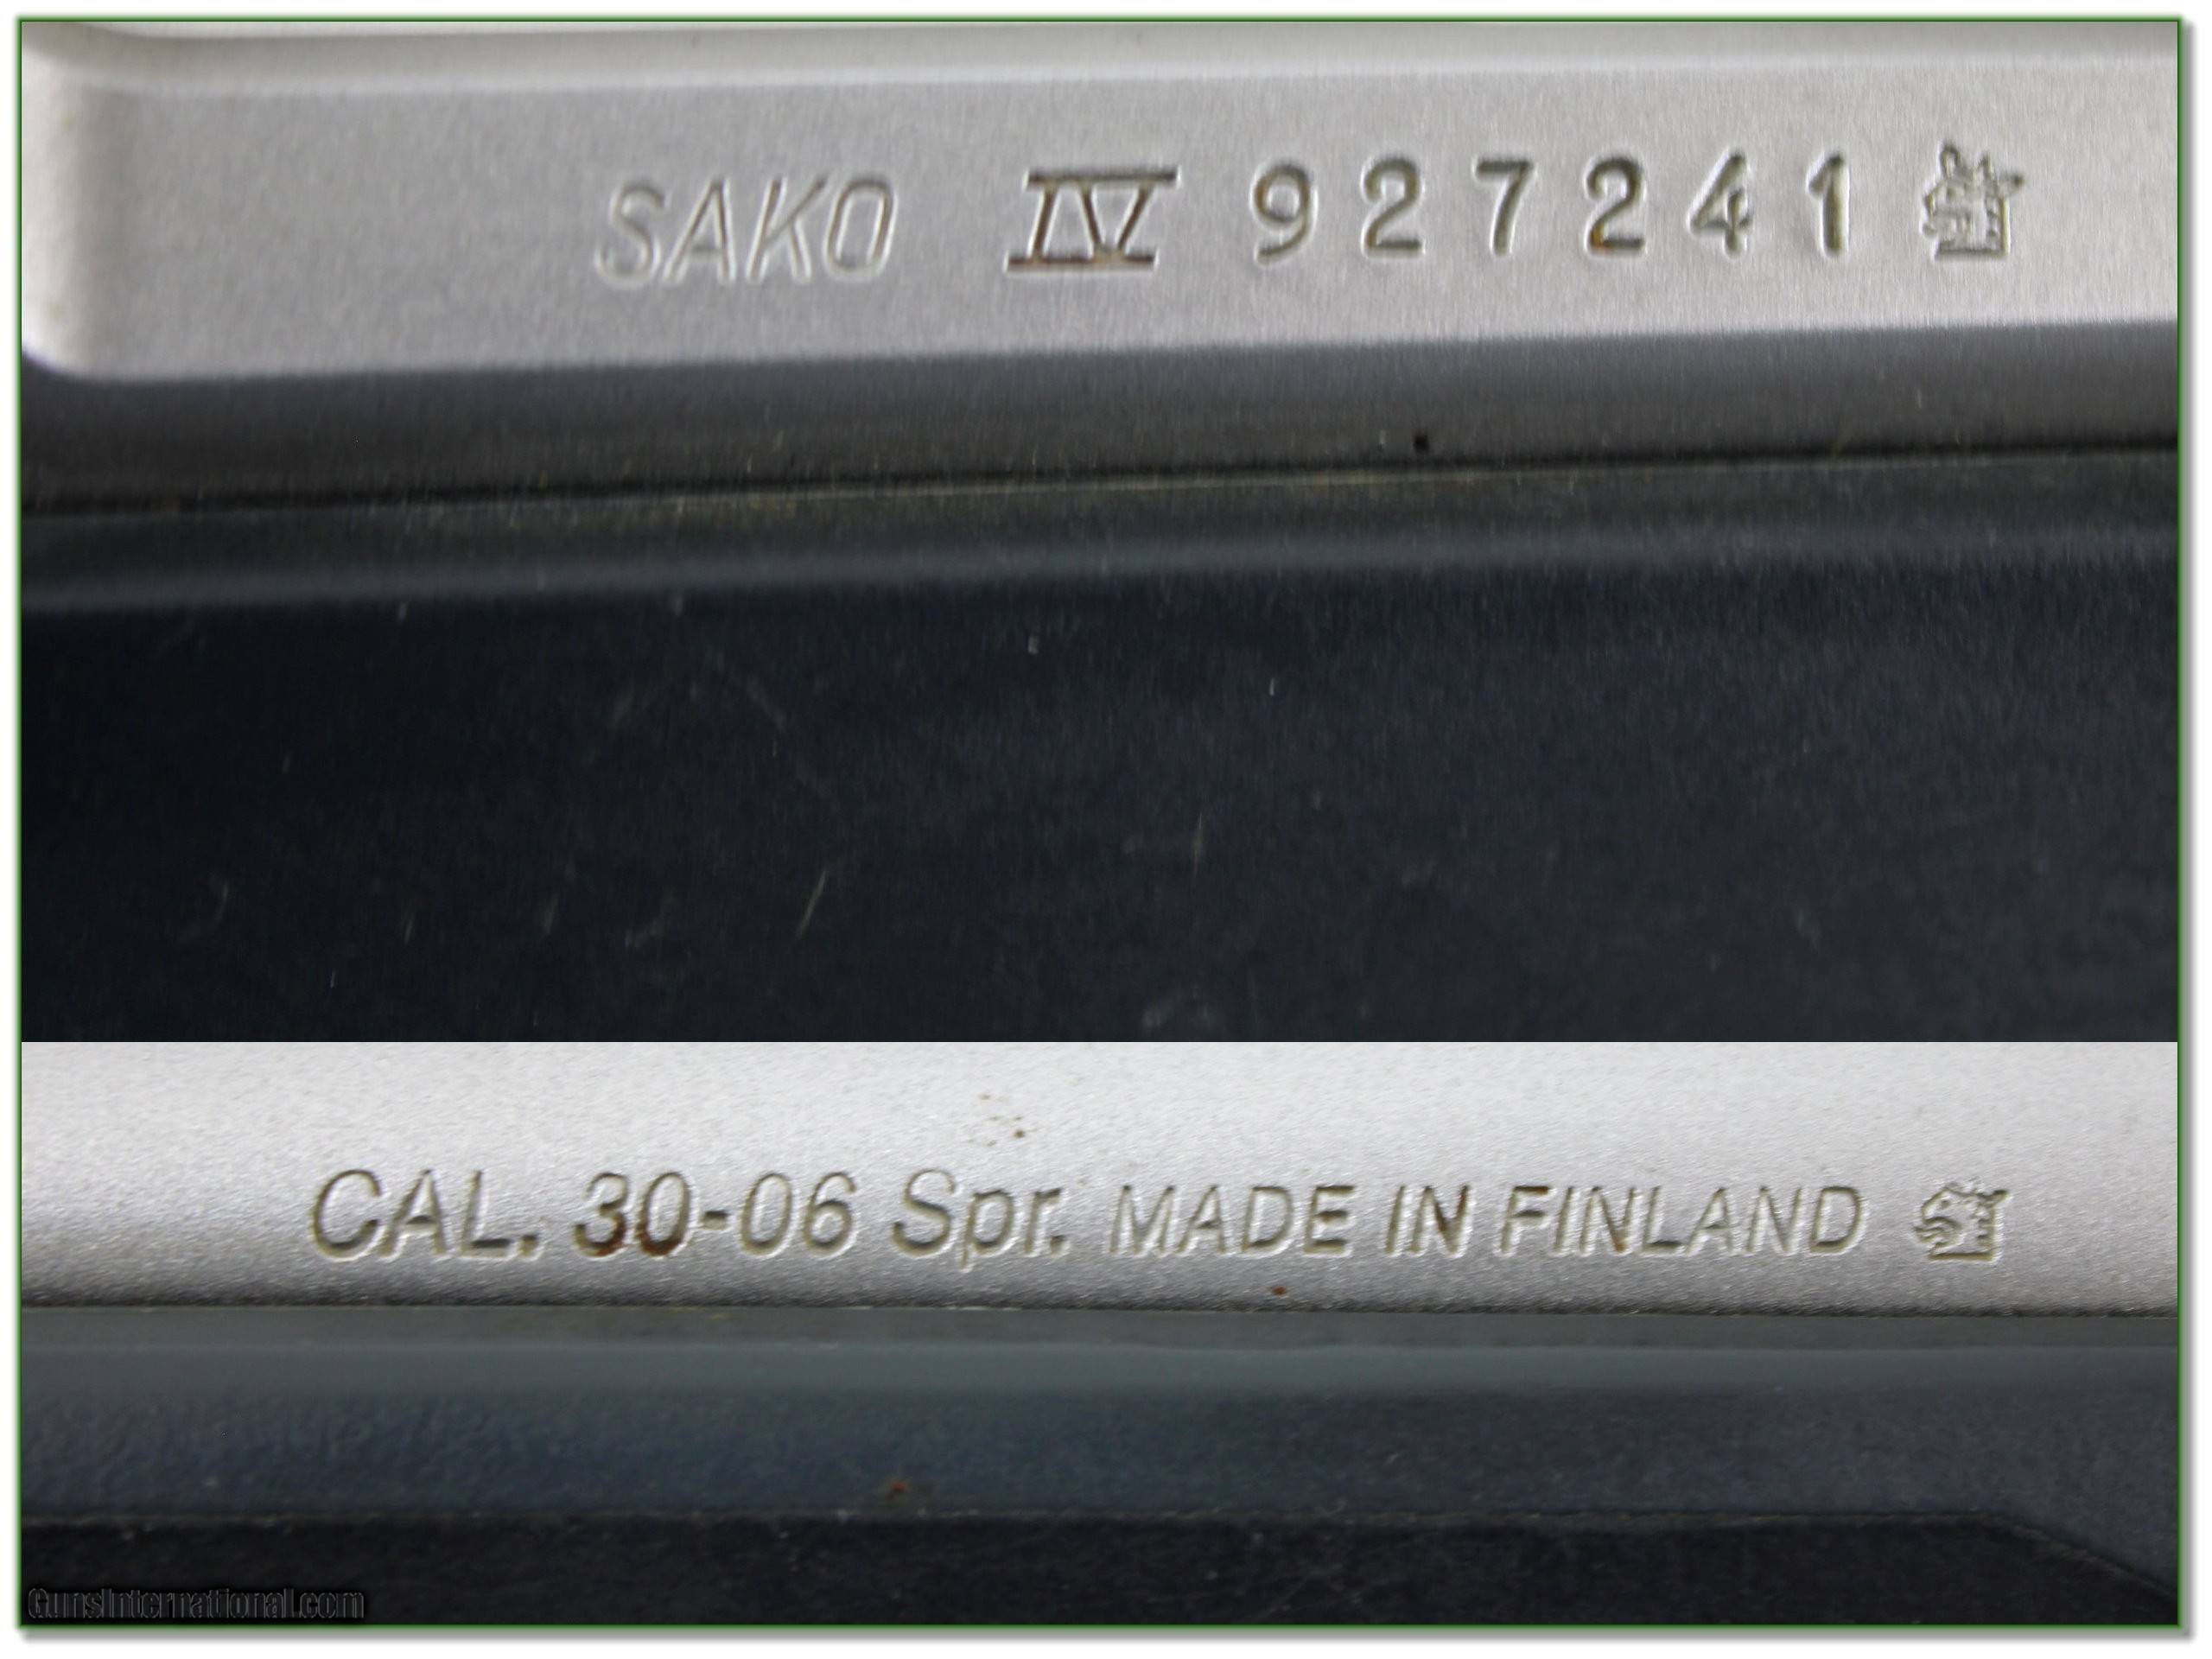 SAKO IV 927241
CAL. 30-06 Spr. MADE IN FINLAND
GunsInternational.com